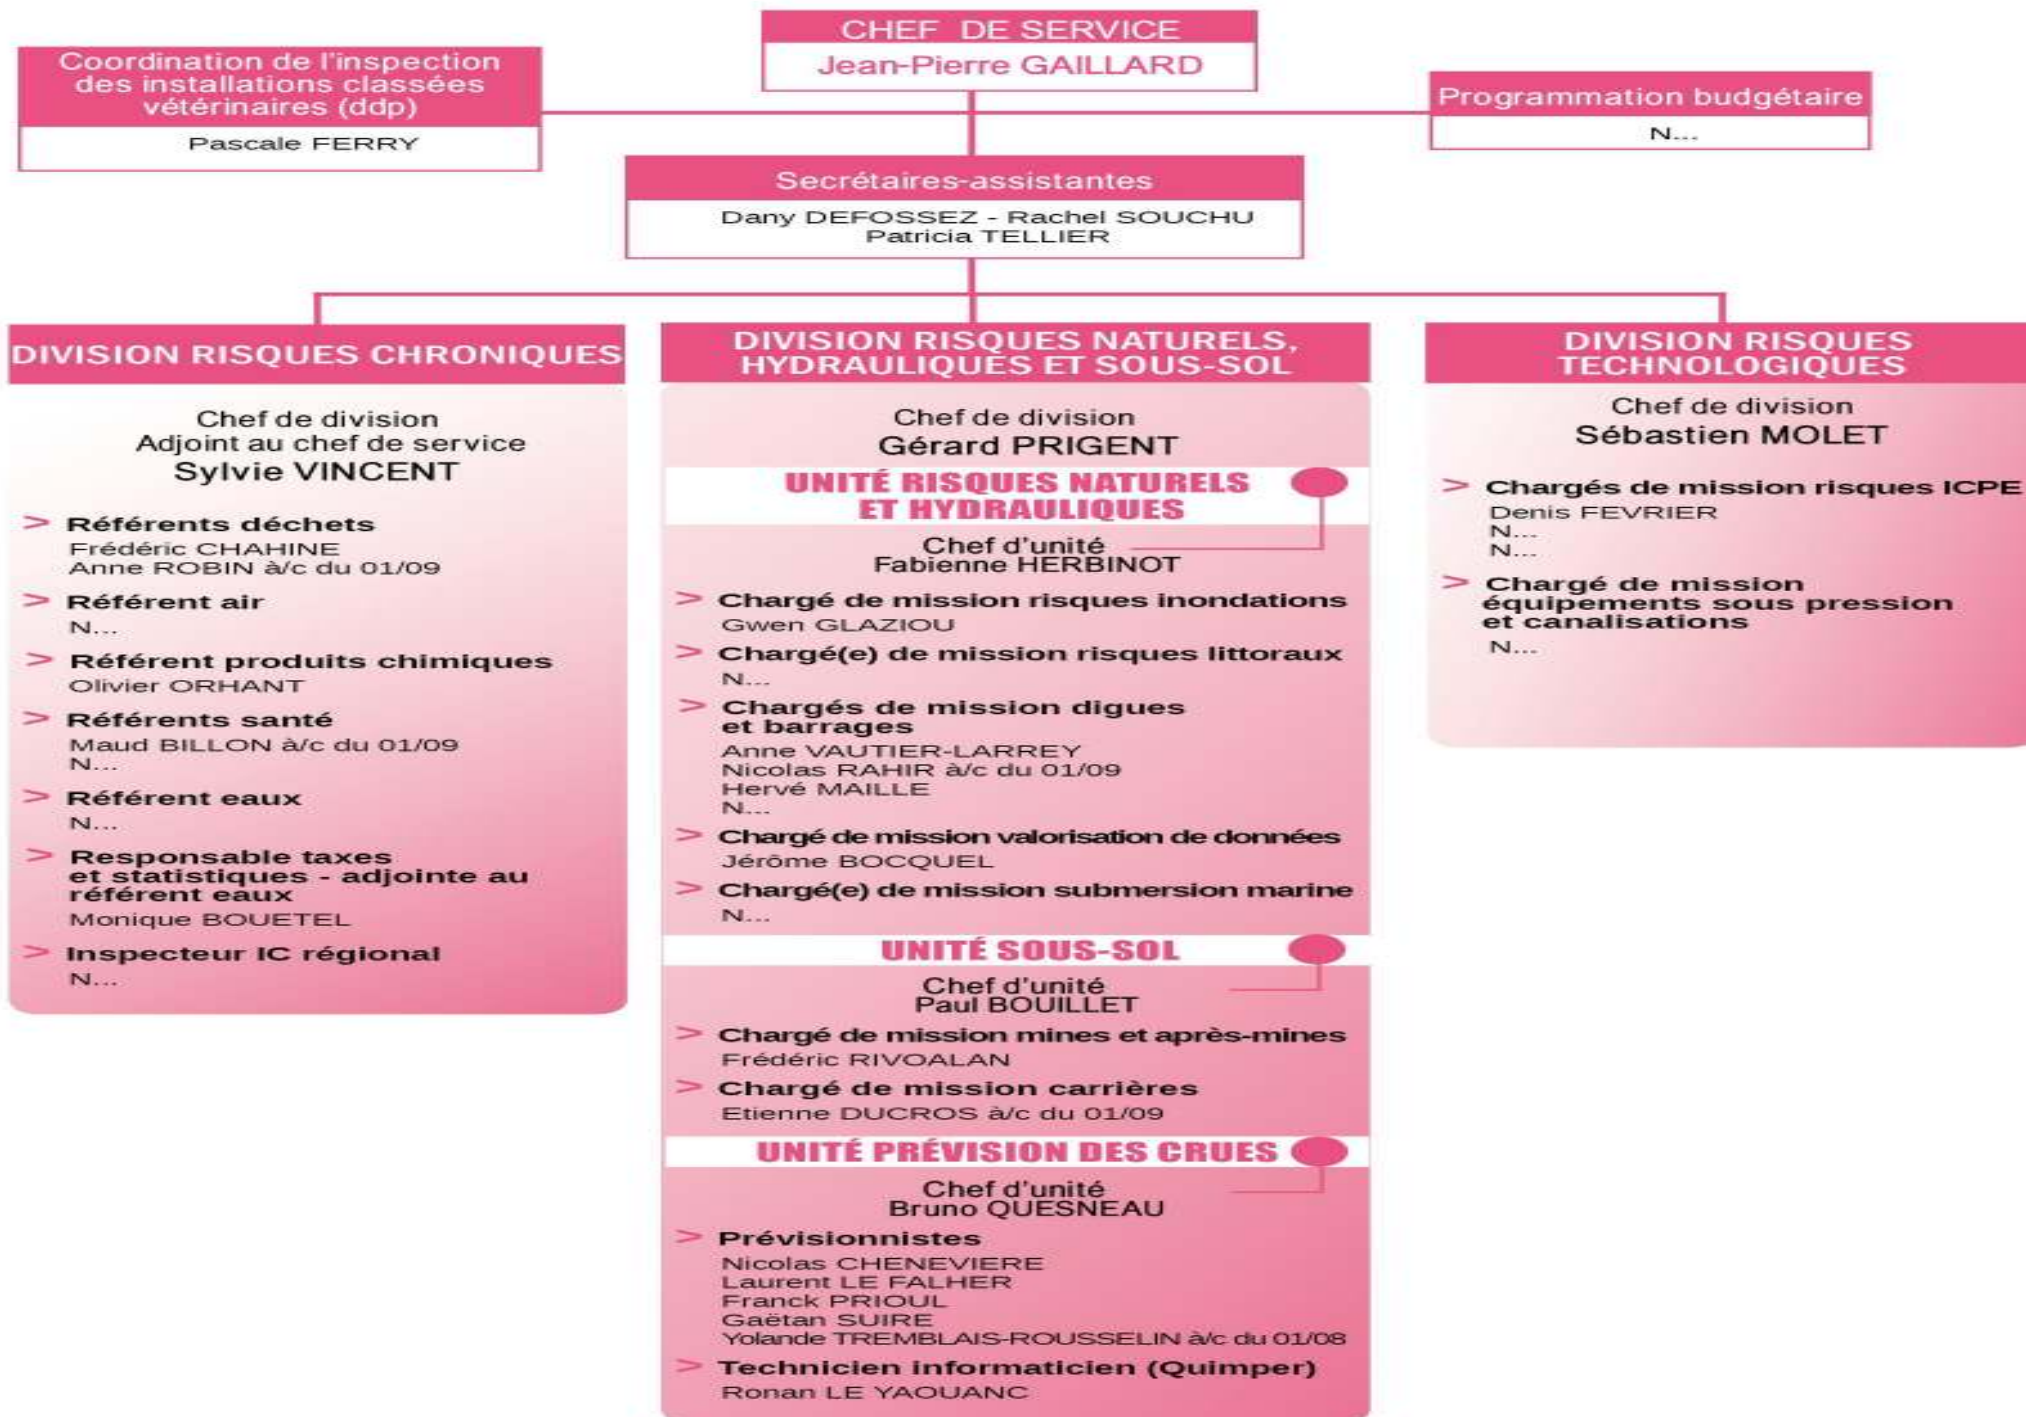 CHEF DE SERVICE
Jean-Pierre GAILLARD
Coordination de l'inspection
des installations classées
vétérinaires (ddp)
Pascale FERRY
Programmation budgétaire
N...
Secrétaires-assistantes
Dany DEFOSSEZ - Rachel SOUCHU
Patricia TELLIER
DIVISION RISQUES CHRONIQUES
Chef de division
Adjoint au chef de service
Sylvie VINCENT
> Référents déchets
Frédéric CHAHINE
Anne ROBIN à/c du 01/09
> Référent air
N...
> Référent produits chimiques
Olivier ORHANT
> Référents santé
Maud BILLON à/c du 01/09
N...
> Référent eaux
N...
> Responsable taxes
et statistiques - adjointe au
référent eaux
Monique BOUETEL
> Inspecteur IC régional
N...
DIVISION RISQUES NATURELS,
HYDRAULIQUES ET SOUS-SOL
Chef de division
Gérard PRIGENT
UNITÉ RISQUES NATURELS
ET HYDRAULIQUES
Chef d'unité
Fabienne HERBINOT
> Chargé de mission risques inondations
Gwen GLAZIOU
> Chargé(e) de mission risques littoraux
N...
> Chargés de mission digues
et barrages
Anne VAUTIER-LARREY
Nicolas RAHIR à/c du 01/09
Hervé MAILLE
N...
> Chargé de mission valorisation de données
Jérôme BOCQUEL
> Chargé(e) de mission submersion marine
N...
UNITÉ SOUS-SOL
Chef d'unité
Paul BOUILLET
> Chargé de mission mines et après-mines
Frédéric RIVOALAN
> Chargé de mission carrières
Etienne DUCROS à/c du 01/09
UNITÉ PRÉVISION DES CRUES
Chef d'unité
Bruno QUESNEAU
> Prévisionnistes
Nicolas CHENEVIERE
Laurent LE FALHER
Franck PRIOUL
Gaëtan SUIRE
Yolande TREMBLAIS-ROUSSELIN à/c du 01/08
> Technicien informaticien (Quimper)
Ronan LE YAOUANC
DIVISION RISQUES
TECHNOLOGIQUES
Chef de division
Sébastien MOLET
> Chargés de mission risques ICPE
Denis FEVRIER
N...
N...
> Chargé de mission
équipements sous pression
et canalisations
N...